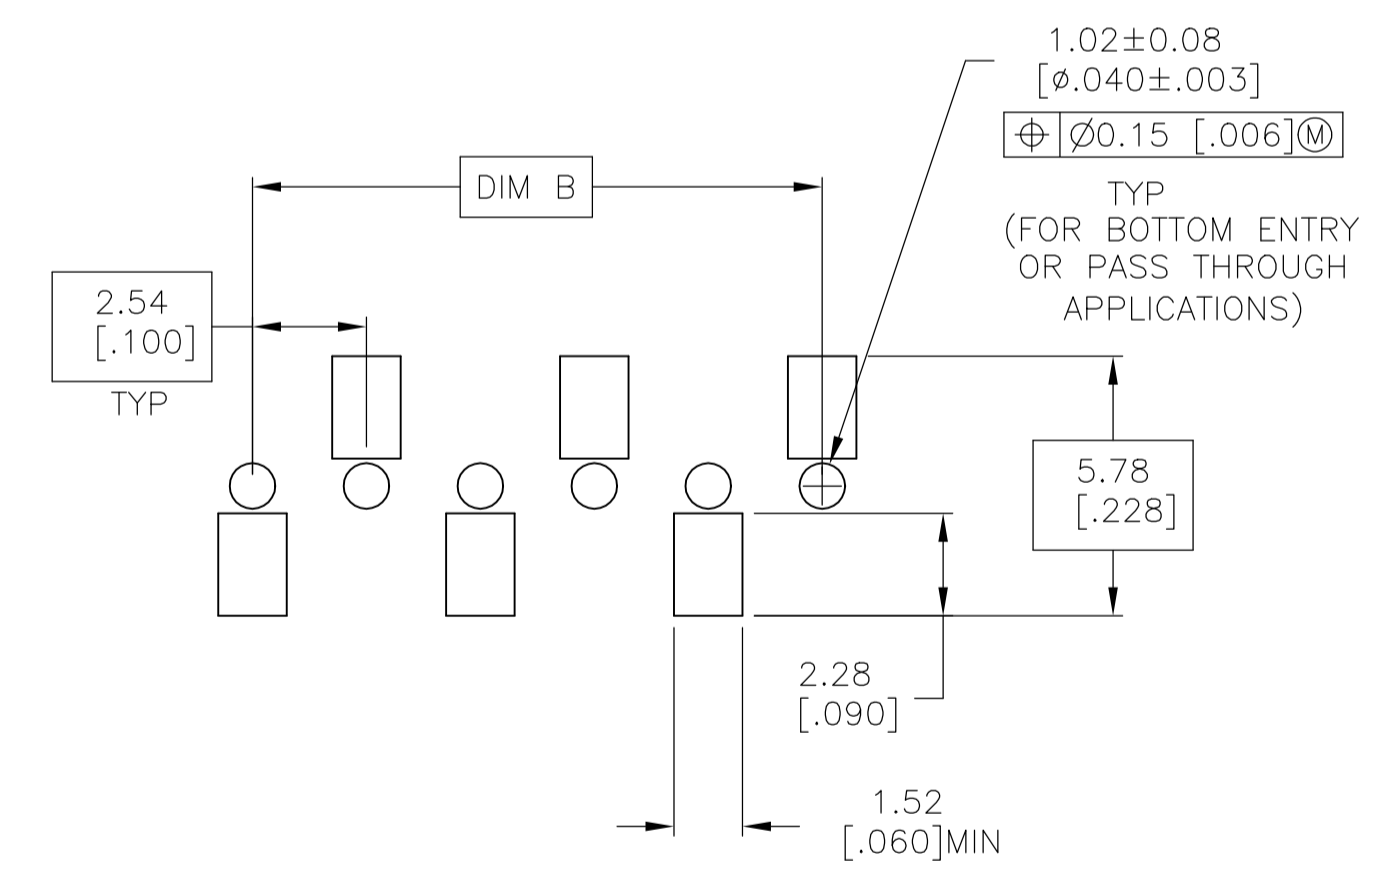 1.02±0.08
[⌀.040±.003]
⌖ ⌀0.15 [.006]Ⓜ
TYP
(FOR BOTTOM ENTRY
OR PASS THROUGH
APPLICATIONS)
DIM B
2.54
[.100]
TYP
5.78
[.228]
2.28
[.090]
1.52
[.060]MIN